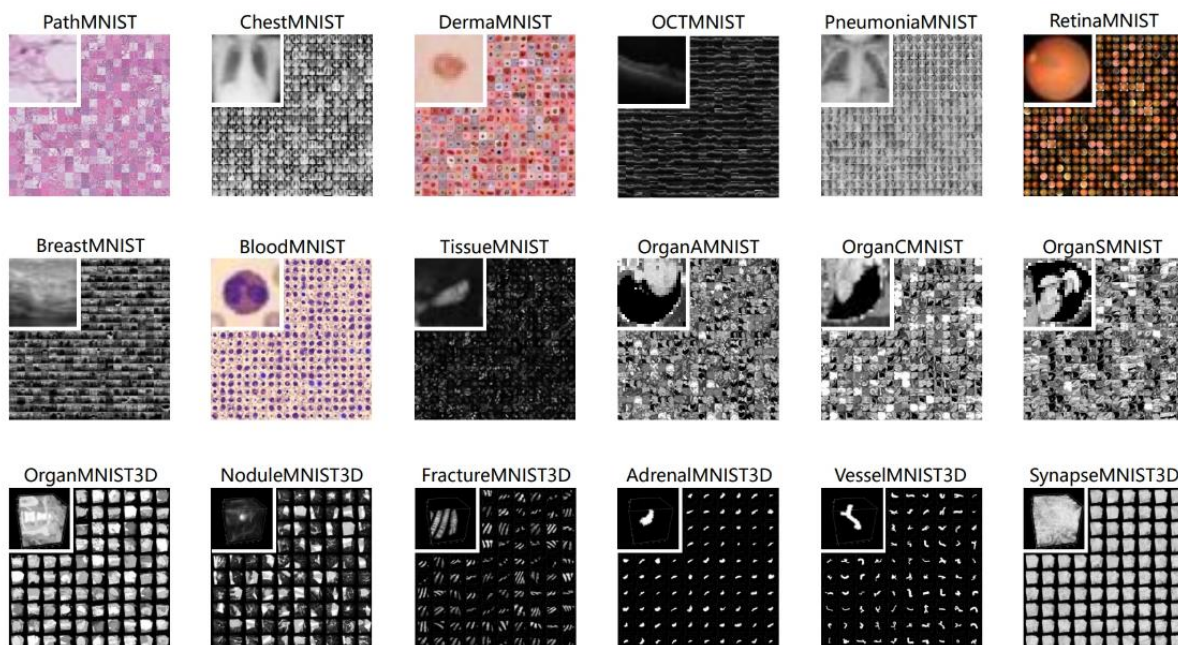 PathMNIST ChestMNIST DermaMNIST OCTMNIST PneumoniaMNIST RetinaMNIST
BreastMNIST BloodMNIST TissueMNIST OrganAMNIST OrganCMNIST OrganSMNIST
OrganMNIST3D NoduleMNIST3D FractureMNIST3D AdrenalMNIST3D VesselMNIST3D SynapseMNIST3D